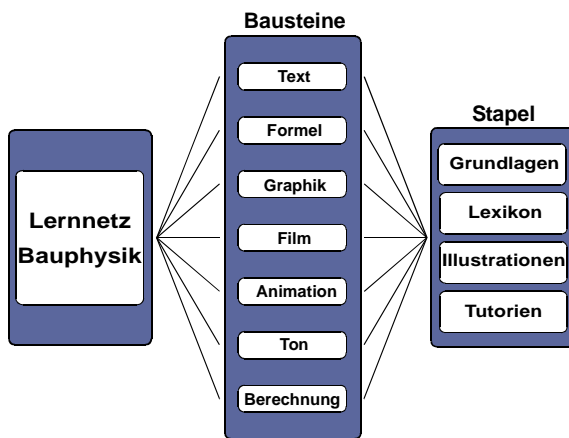 Lernnetz
Bauphysik
Bausteine
Text
Formel
Graphik
Film
Animation
Ton
Berechnung
Stapel
Grundlagen
Lexikon
Illustrationen
Tutorien